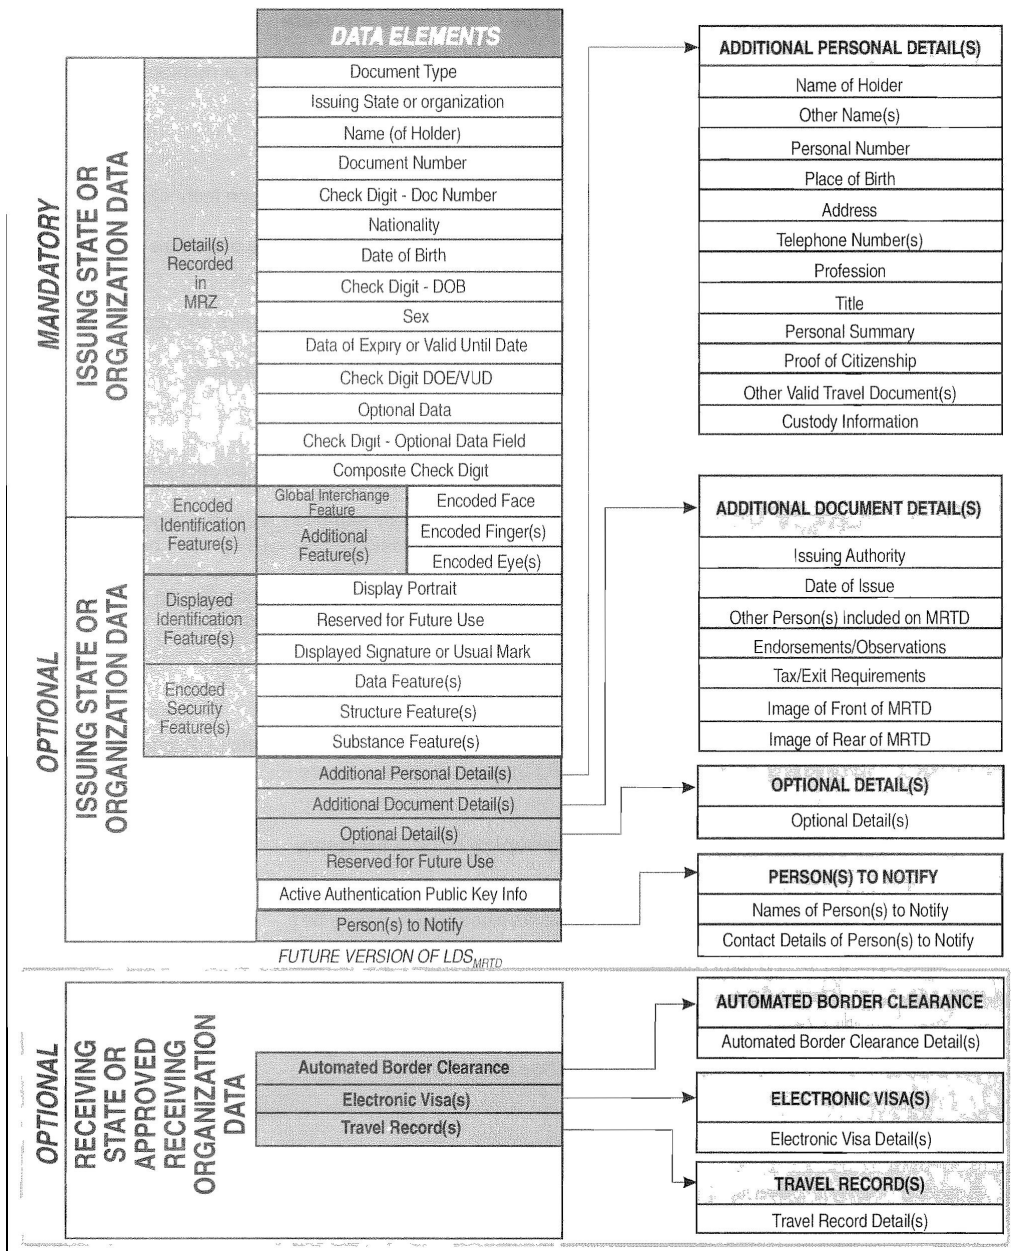 DATA ELEMENTS
MANDATORY
ISSUING STATE OR
ORGANIZATION DATA
Detail(s)
Recorded
in
MRZ
Document Type
Issuing State or organization
Name (of Holder)
Document Number
Check Digit - Doc Number
Nationality
Date of Birth
Check Digit - DOB
Sex
Data of Expiry or Valid Until Date
Check Digit DOE/VUD
Optional Data
Check Digit - Optional Data Field
Composite Check Digit
Encoded
Identification
Feature(s)
Global Interchange
Feature
Encoded Face
Additional
Feature(s)
Encoded Finger(s)
Encoded Eye(s)
OPTIONAL
ISSUING STATE OR
ORGANIZATION DATA
Displayed
Identification
Feature(s)
Display Portrait
Reserved for Future Use
Displayed Signature or Usual Mark
Encoded
Security
Feature(s)
Data Feature(s)
Structure Feature(s)
Substance Feature(s)
Additional Personal Detail(s)
Additional Document Detail(s)
Optional Detail(s)
Reserved for Future Use
Active Authentication Public Key Info
Person(s) to Notify
ADDITIONAL PERSONAL DETAIL(S)
Name of Holder
Other Name(s)
Personal Number
Place of Birth
Address
Telephone Number(s)
Profession
Title
Personal Summary
Proof of Citizenship
Other Valid Travel Document(s)
Custody Information
ADDITIONAL DOCUMENT DETAIL(S)
Issuing Authority
Date of Issue
Other Person(s) Included on MRTD
Endorsements/Observations
Tax/Exit Requirements
Image of Front of MRTD
Image of Rear of MRTD
OPTIONAL DETAIL(S)
Optional Detail(s)
PERSON(S) TO NOTIFY
Names of Person(s) to Notify
Contact Details of Person(s) to Notify
FUTURE VERSION OF LDS MRTD
OPTIONAL
RECEIVING
STATE OR
APPROVED
RECEIVING
ORGANIZATION
DATA
Automated Border Clearance
Electronic Visa(s)
Travel Record(s)
AUTOMATED BORDER CLEARANCE
Automated Border Clearance Detail(s)
ELECTRONIC VISA(S)
Electronic Visa Detail(s)
TRAVEL RECORD(S)
Travel Record Detail(s)